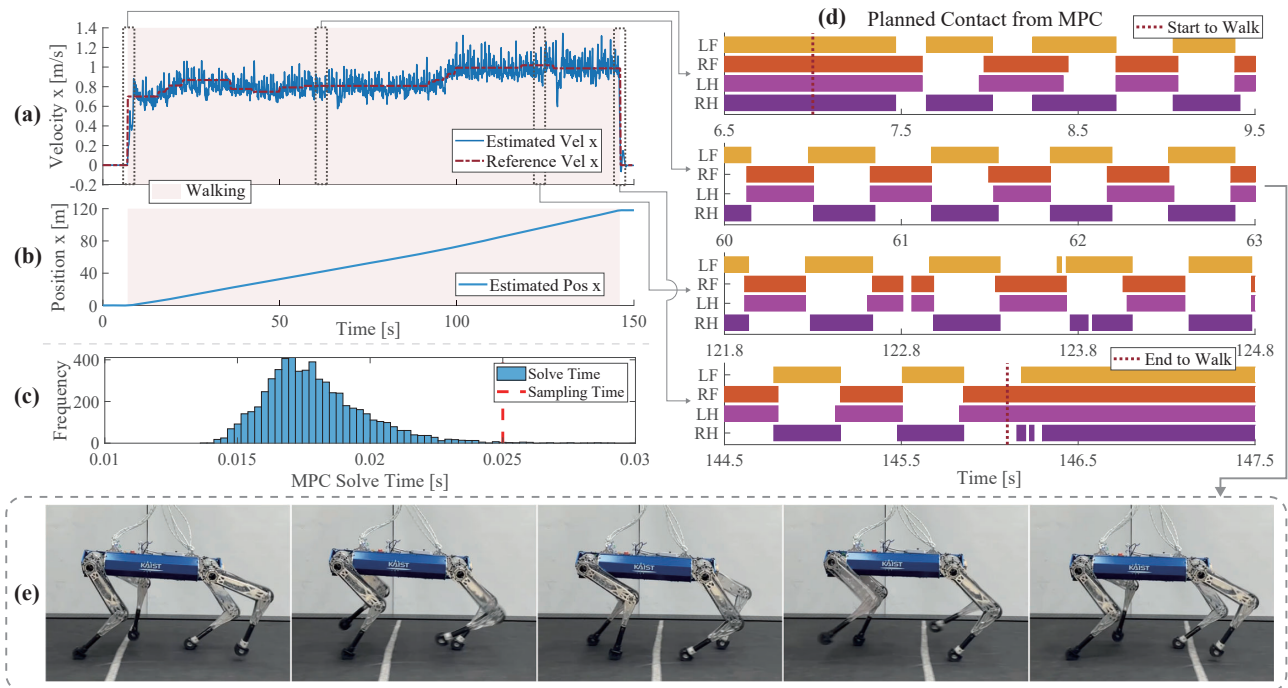 (a)
Velocity x [m/s]
1.4
1.2
1
0.8
0.6
0.4
0.2
0
-0.2
Estimated Vel x
Reference Vel x
Walking
(b)
Position x [m]
120
80
40
0
Estimated Pos x
0 50 100 150
Time [s]
(c)
Frequency
400
200
0
Solve Time
Sampling Time
0.01 0.015 0.02 0.025 0.03
MPC Solve Time [s]
(d) Planned Contact from MPC
Start to Walk
LF
RF
LH
RH
6.5 7.5 8.5 9.5
LF
RF
LH
RH
60 61 62 63
LF
RF
LH
RH
121.8 122.8 123.8 124.8
End to Walk
LF
RF
LH
RH
144.5 145.5 146.5 147.5
Time [s]
(e)
KAIST
KAIST
KAIST
KAIST
KAIST